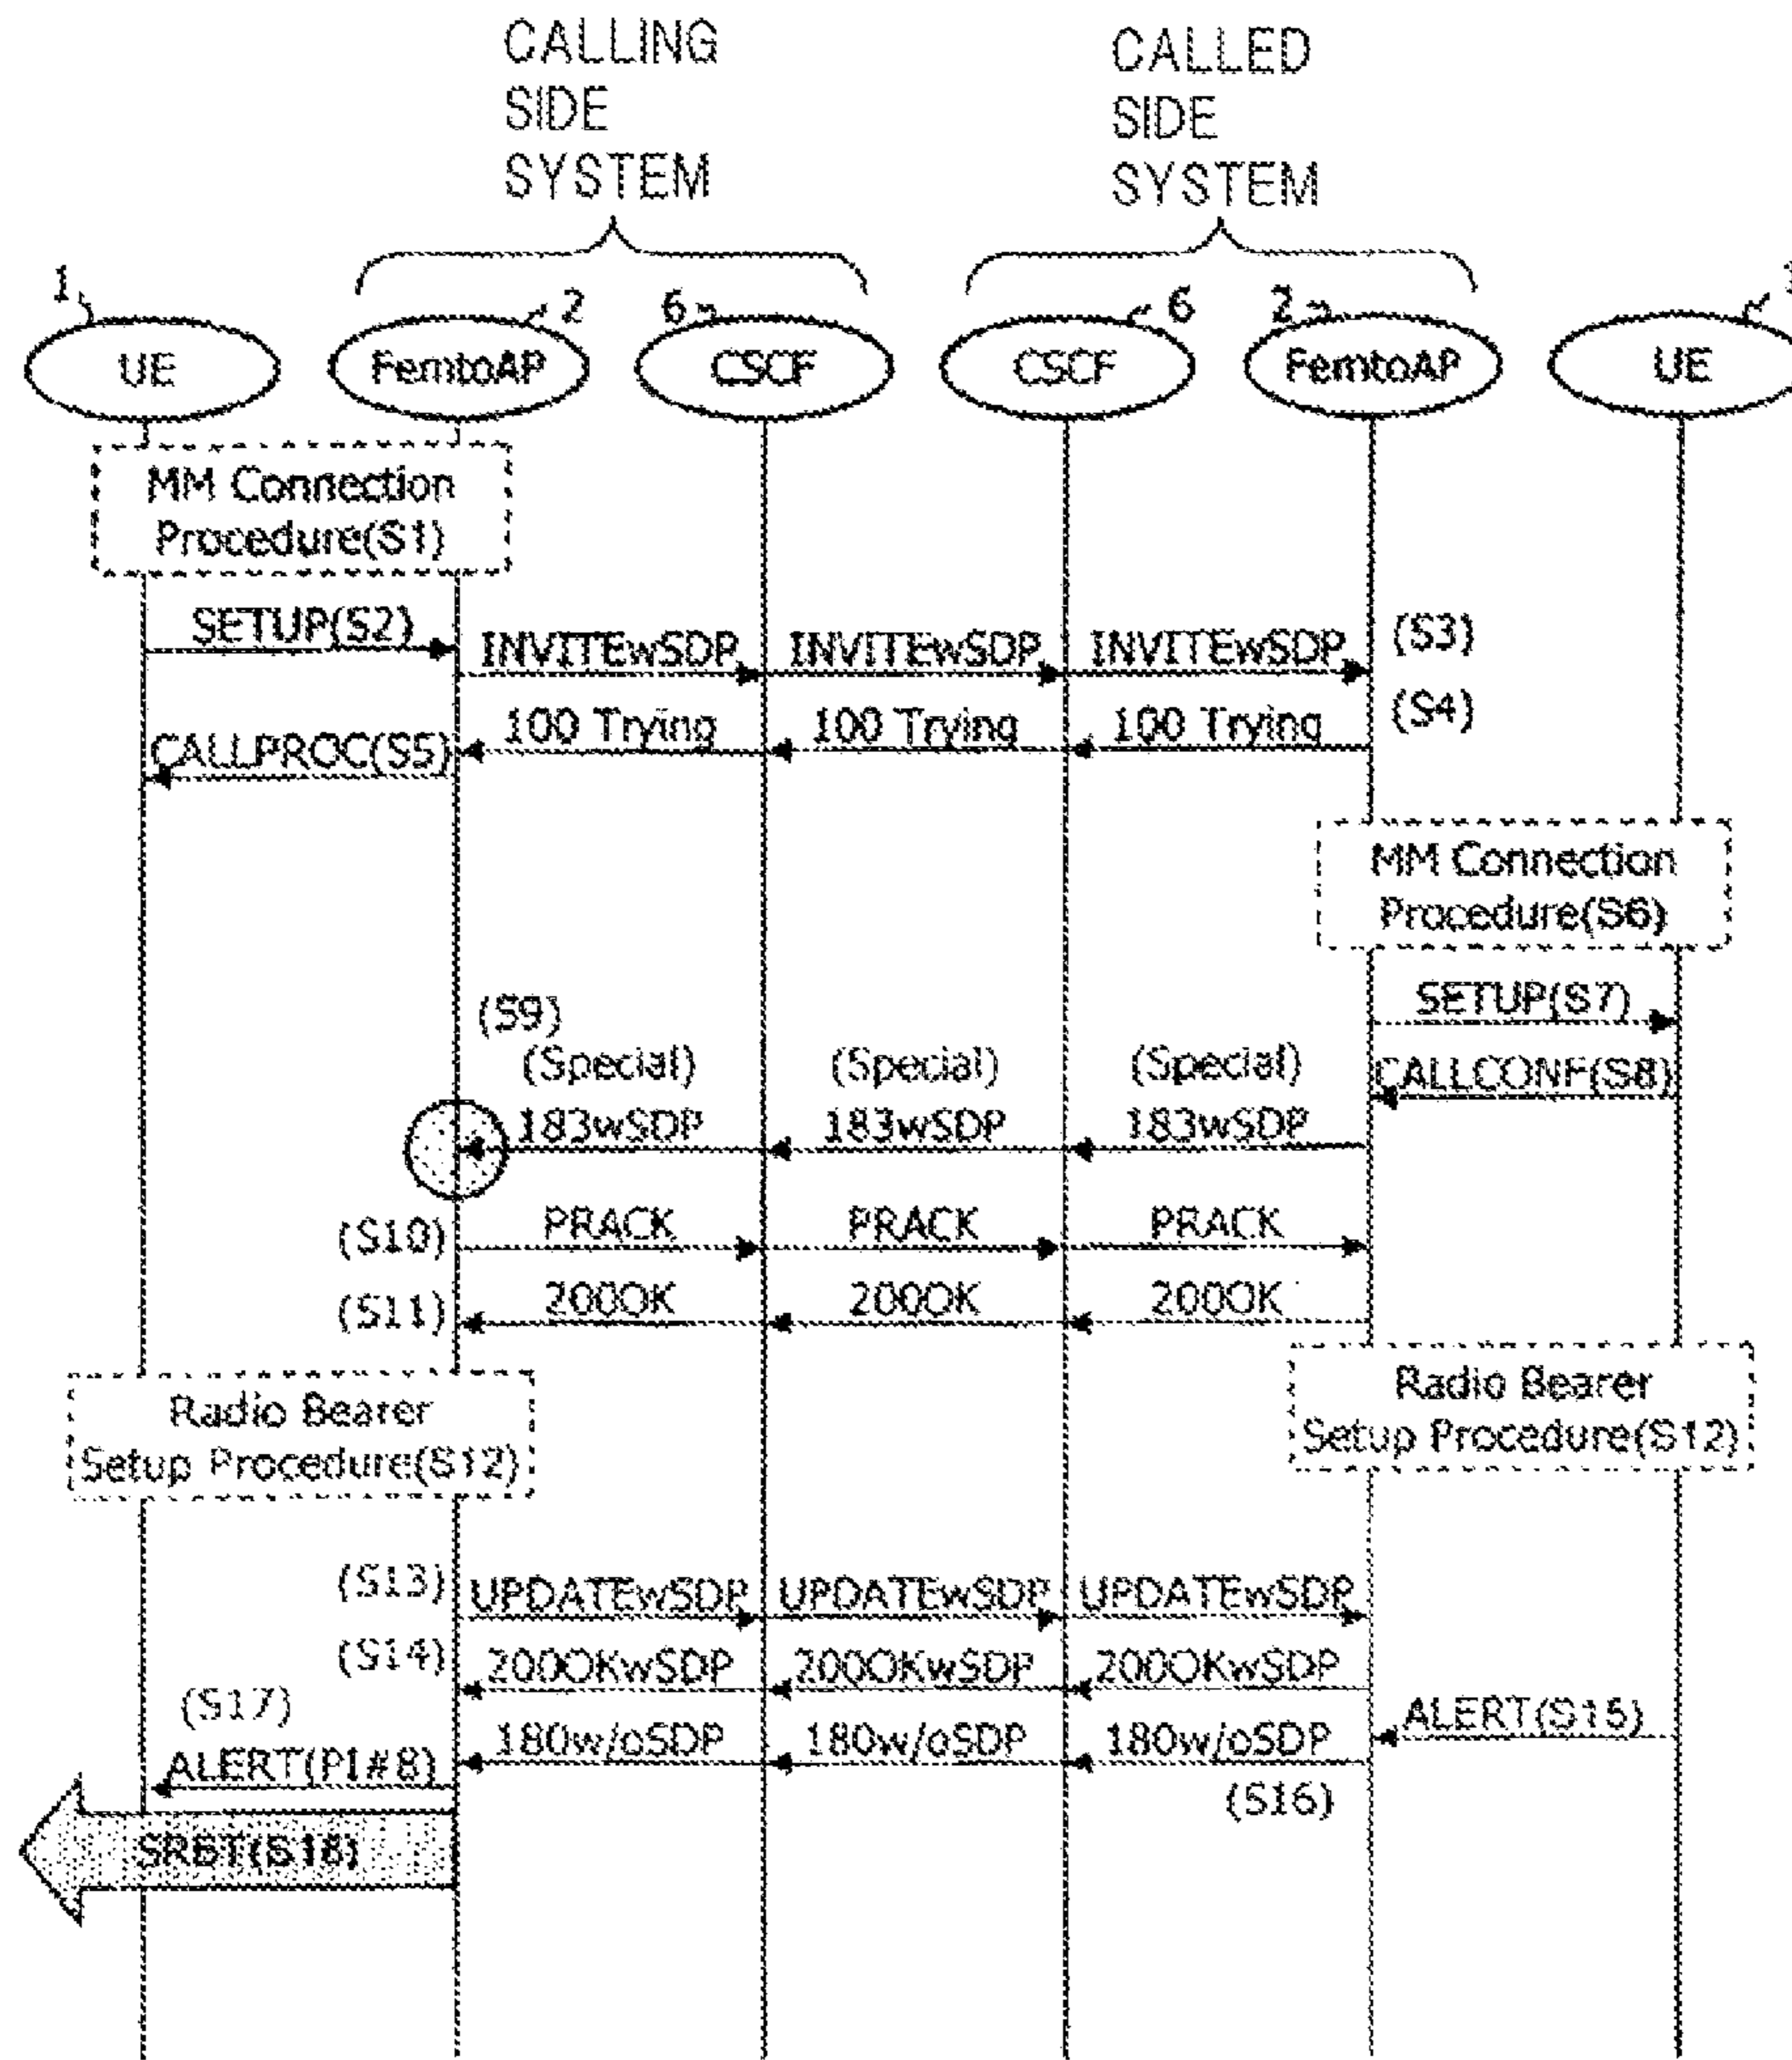 CALLING
SIDE
SYSTEM
CALLED
SIDE
SYSTEM
1
2
6
6
2
1
UE
FemtoAP
CSCF
CSCF
FemtoAP
UE
MM Connection
Procedure(S1)
SETUP(S2)
INVITEwSDP
INVITEwSDP
INVITEwSDP
(S3)
100 Trying
100 Trying
100 Trying
(S4)
CALLPROC(S5)
MM Connection
Procedure(S6)
SETUP(S7)
(S9)
(Special)
(Special)
(Special)
CALLCONF(S8)
183wSDP
183wSDP
183wSDP
(S10)
PRACK
PRACK
PRACK
(S11)
200OK
200OK
200OK
Radio Bearer
Setup Procedure(S12)
Radio Bearer
Setup Procedure(S12)
(S13)
UPDATEwSDP
UPDATEwSDP
UPDATEwSDP
(S14)
200OKwSDP
200OKwSDP
200OKwSDP
(S17)
ALERT(S15)
180w/oSDP
180w/oSDP
180w/oSDP
ALERT(PI#8)
(S16)
SRBT(S18)